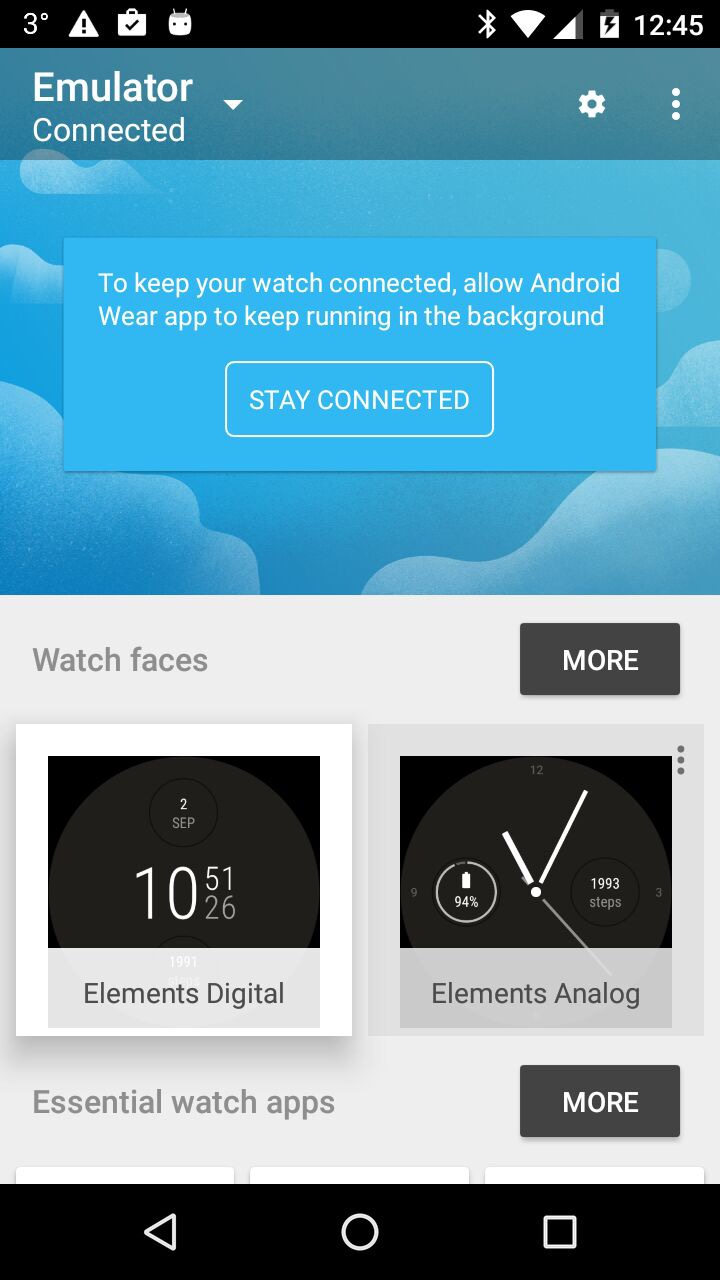 3° 12:45
Emulator
Connected
To keep your watch connected, allow Android
Wear app to keep running in the background
STAY CONNECTED
Watch faces
MORE
2
SEP
10 51
26
1991
steps
Elements Digital
12
9
94%
1993
steps
3
Elements Analog
Essential watch apps
MORE